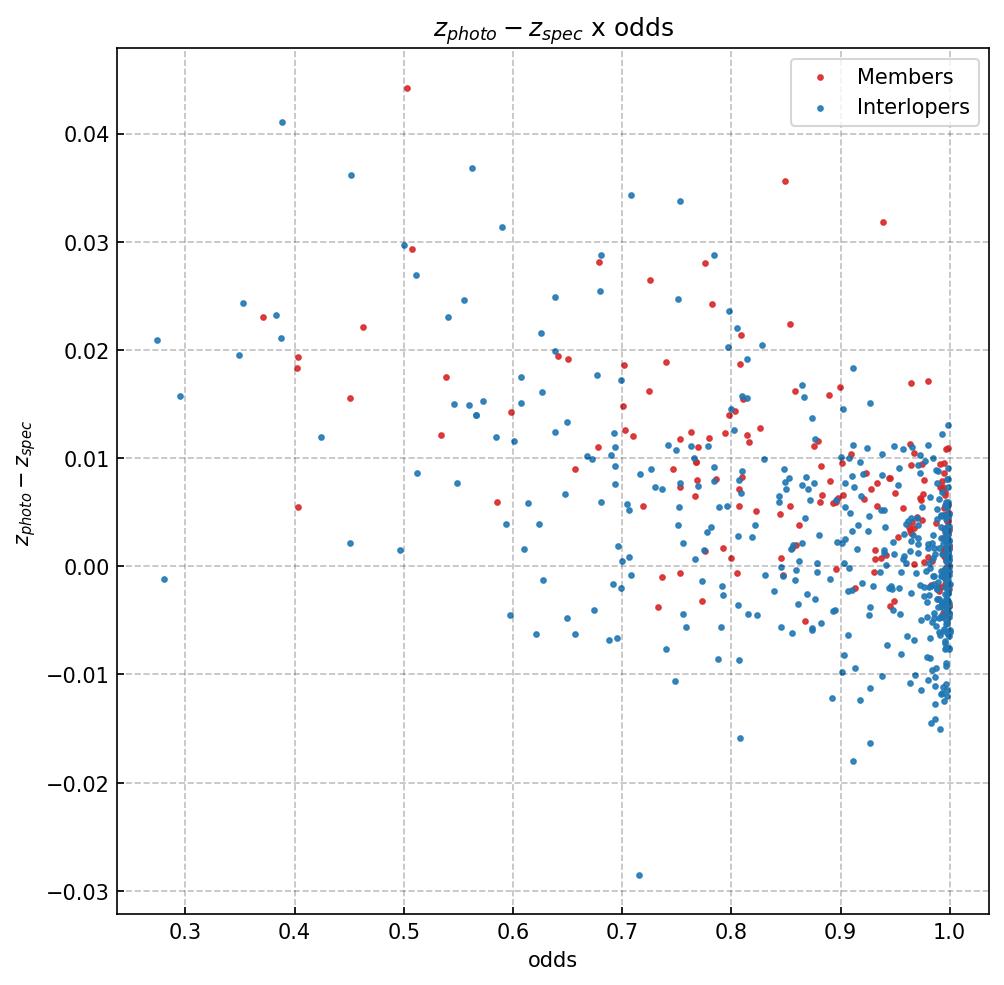 z_photo − z_spec x odds
Members
Interlopers
z_photo − z_spec
0.04
0.03
0.02
0.01
0.00
−0.01
−0.02
−0.03
0.3 0.4 0.5 0.6 0.7 0.8 0.9 1.0
odds